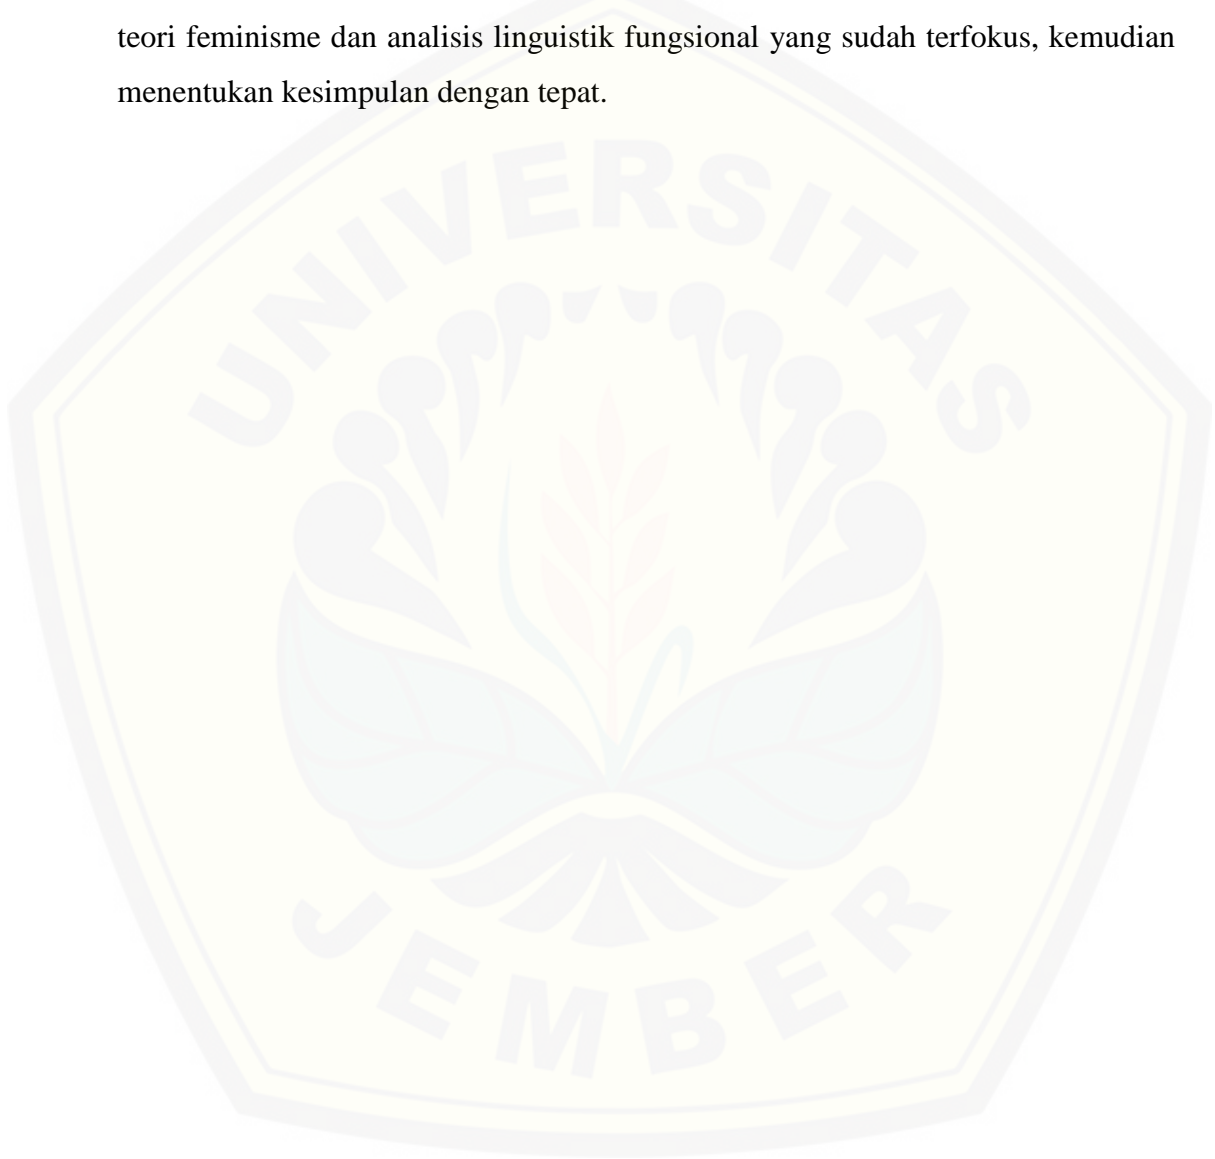 teori feminisme dan analisis linguistik fungsional yang sudah terfokus, kemudian
menentukan kesimpulan dengan tepat.
UNIVERSITAS
JEMBER